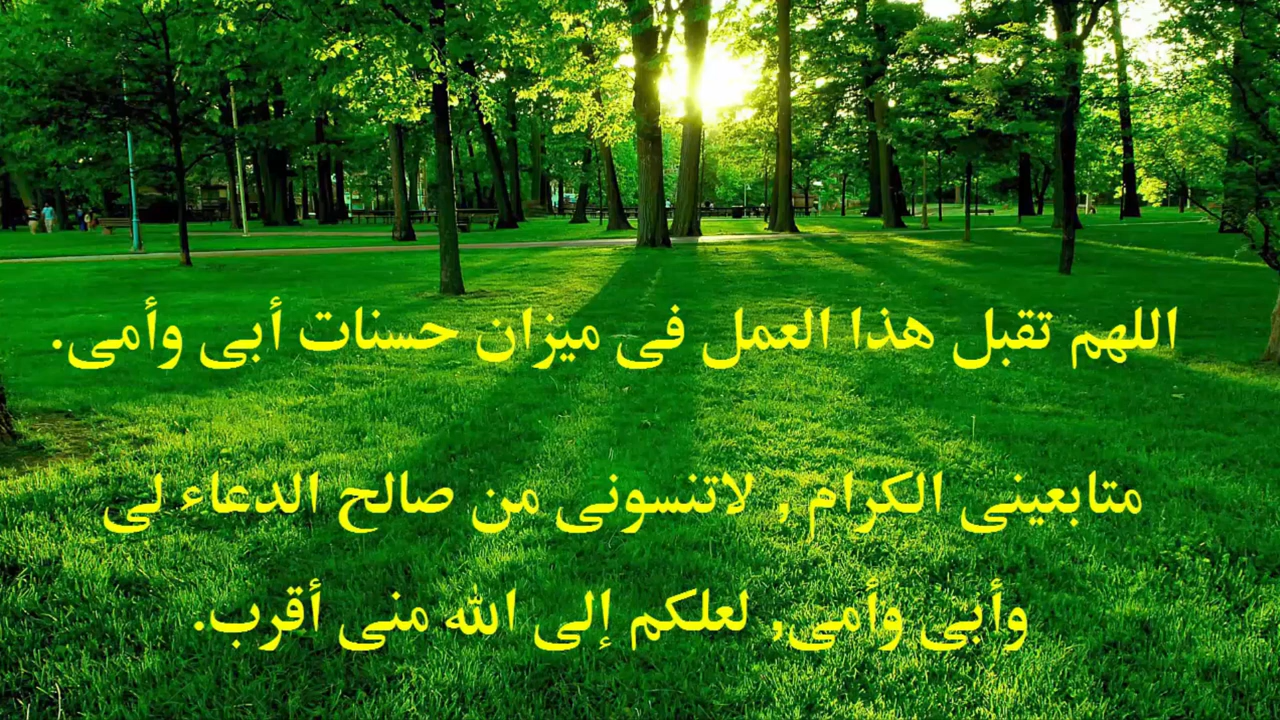 اللهم تقبل هذا العمل فى ميزان حسنات أبى وأمى.
متابعينى الكرام , لاتنسونى من صالح الدعاء لى
وأبى وأمى, لعلكم إلى الله منى أقرب.